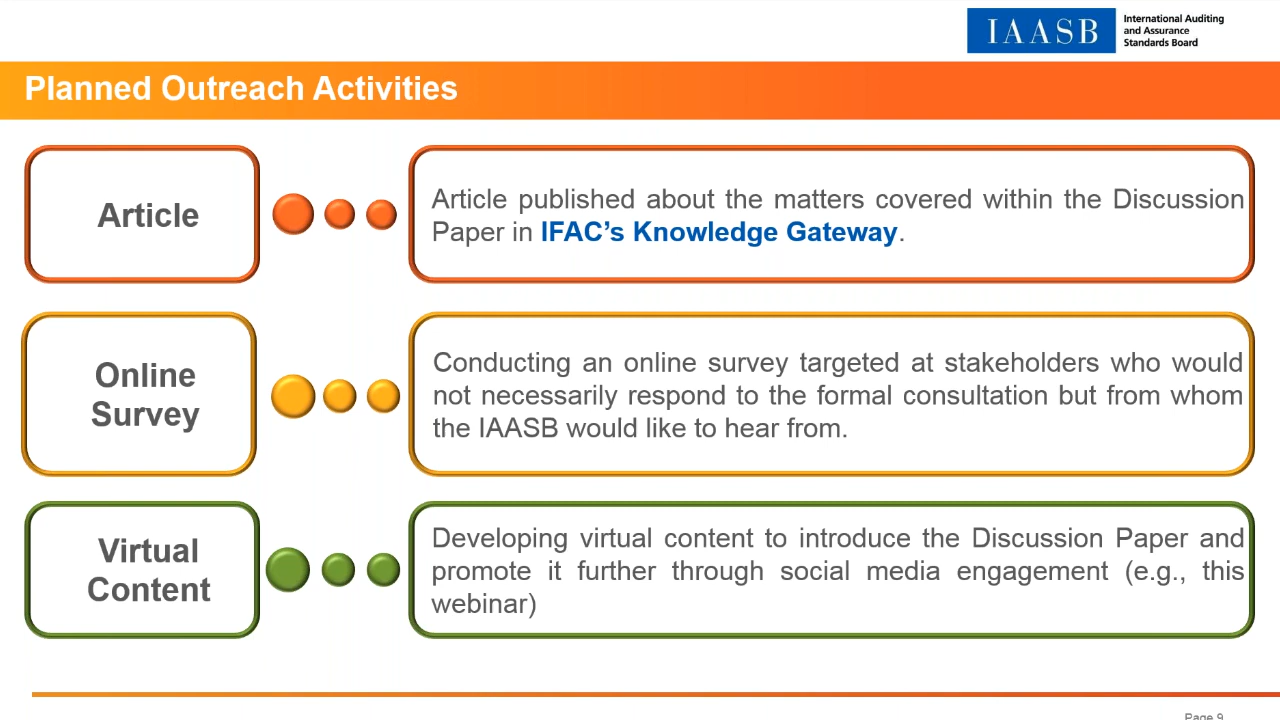 IAASB
International Auditing
and Assurance
Standards Board
Planned Outreach Activities
Article
Article published about the matters covered within the Discussion
Paper in IFAC’s Knowledge Gateway.
Online
Survey
Conducting an online survey targeted at stakeholders who would
not necessarily respond to the formal consultation but from whom
the IAASB would like to hear from.
Virtual
Content
Developing virtual content to introduce the Discussion Paper and
promote it further through social media engagement (e.g., this
webinar)
Page 9